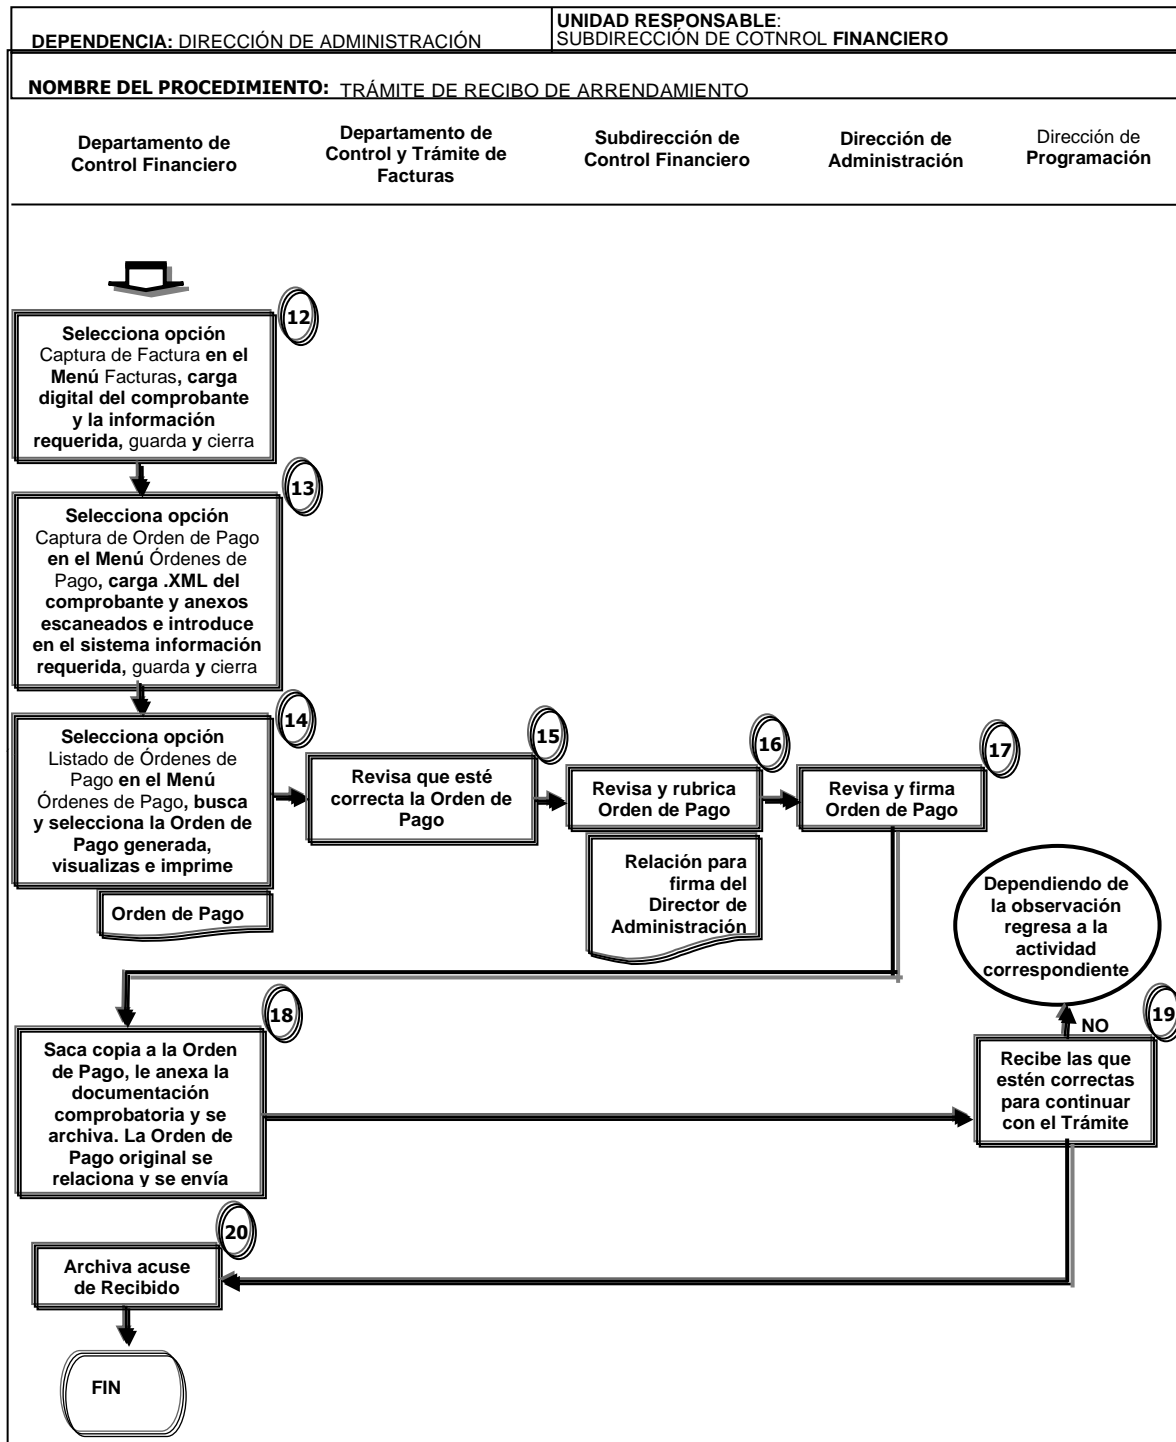 DEPENDENCIA: DIRECCIÓN DE ADMINISTRACIÓN
UNIDAD RESPONSABLE:
SUBDIRECCIÓN DE COTNROL FINANCIERO
NOMBRE DEL PROCEDIMIENTO: TRÁMITE DE RECIBO DE ARRENDAMIENTO
Departamento de
Control Financiero
Departamento de
Control y Trámite de
Facturas
Subdirección de
Control Financiero
Dirección de
Administración
Dirección de
Programación
12
Selecciona opción
Captura de Factura en el
Menú Facturas, carga
digital del comprobante
y la información
requerida, guarda y cierra
13
Selecciona opción
Captura de Orden de Pago
en el Menú Órdenes de
Pago, carga .XML del
comprobante y anexos
escaneados e introduce
en el sistema información
requerida, guarda y cierra
14
Selecciona opción
Listado de Órdenes de
Pago en el Menú
Órdenes de Pago, busca
y selecciona la Orden de
Pago generada,
visualizas e imprime
Orden de Pago
15
Revisa que esté
correcta la Orden de
Pago
16
Revisa y rubrica
Orden de Pago
Relación para
firma del
Director de
Administración
17
Revisa y firma
Orden de Pago
Dependiendo de
la observación
regresa a la
actividad
correspondiente
18
Saca copia a la Orden
de Pago, le anexa la
documentación
comprobatoria y se
archiva. La Orden de
Pago original se
relaciona y se envía
NO
19
Recibe las que
estén correctas
para continuar
con el Trámite
20
Archiva acuse
de Recibido
FIN